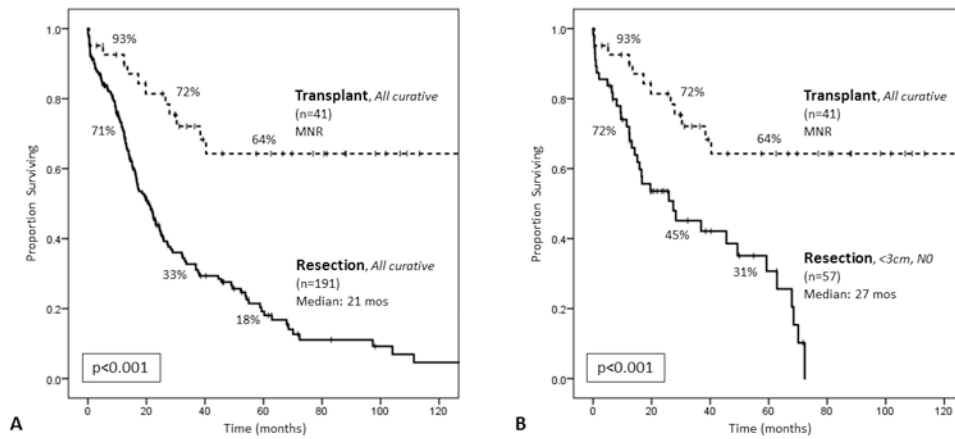 1.0
0.8
0.6
0.4
0.2
0.0
Proportion Surviving
93%
71%
72%
64%
33%
18%
Transplant, All curative
(n=41)
MNR
Resection, All curative
(n=191)
Median: 21 mos
p<0.001
0 20 40 60 80 100 120
Time (months)
A
1.0
0.8
0.6
0.4
0.2
0.0
Proportion Surviving
93%
72%
72%
64%
45%
31%
Transplant, All curative
(n=41)
MNR
Resection, <3cm, N0
(n=57)
Median: 27 mos
p<0.001
0 20 40 60 80 100 120
Time (months)
B